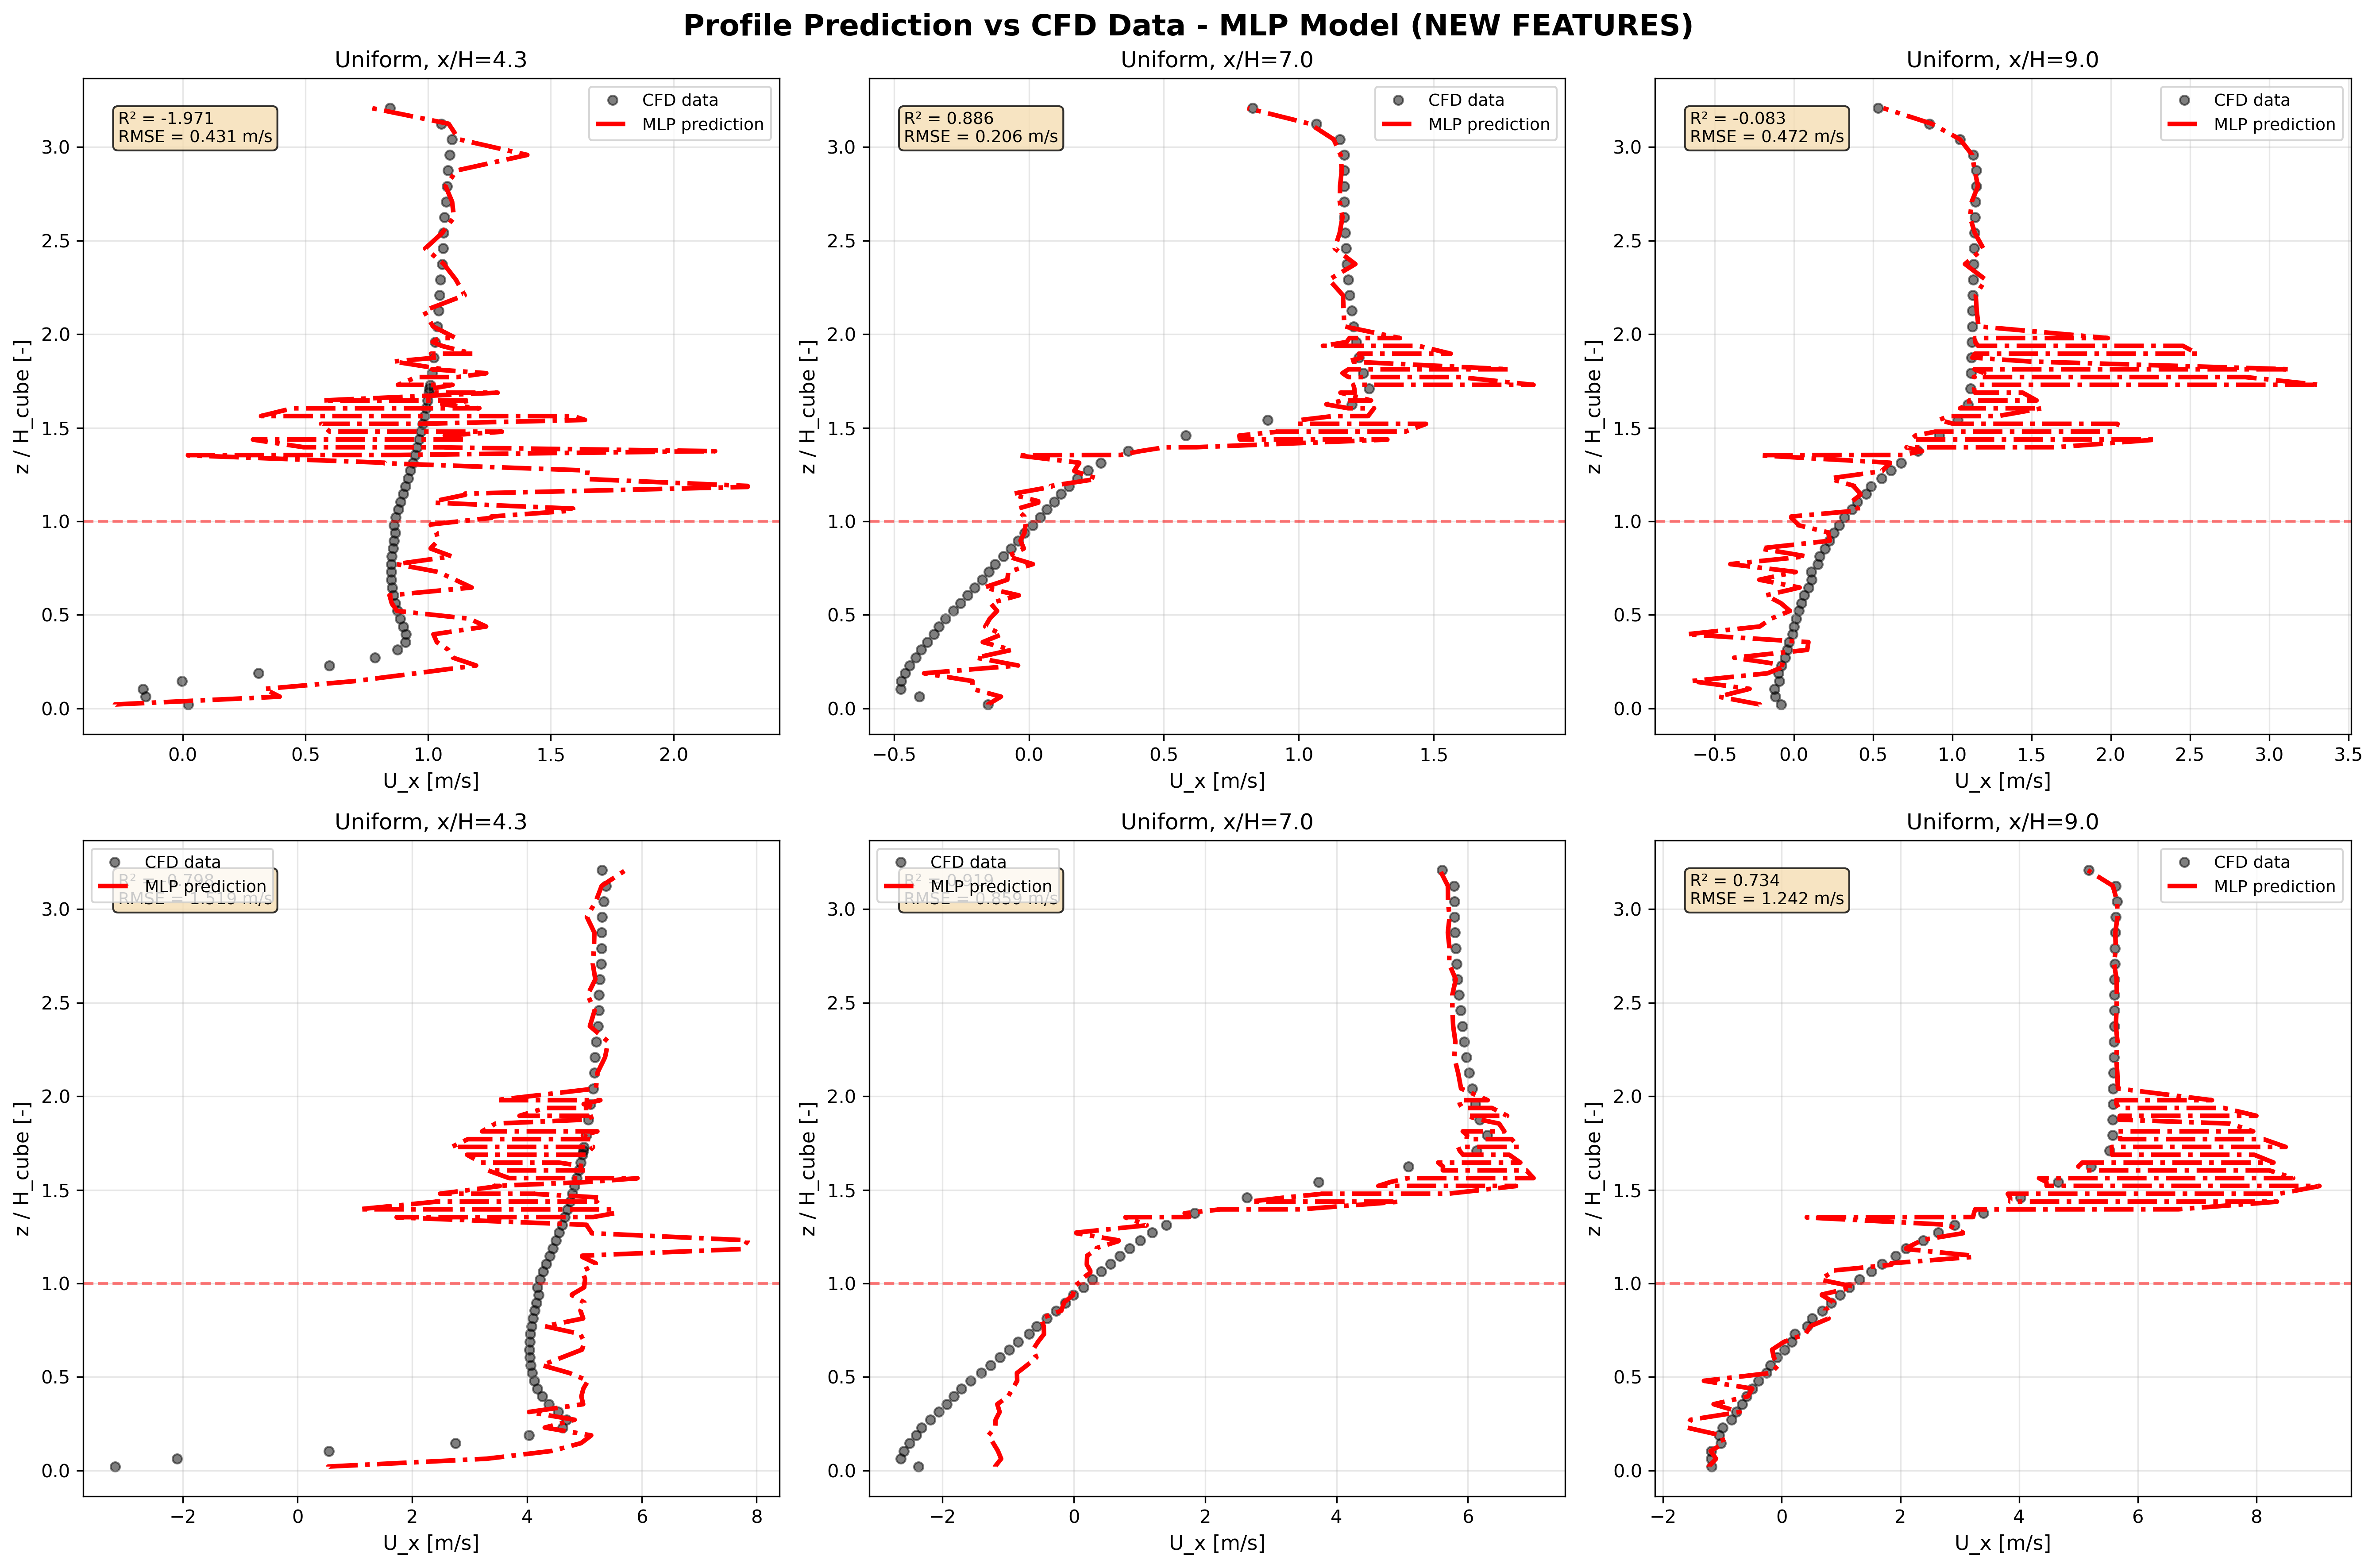 Profile Prediction vs CFD Data - MLP Model (NEW FEATURES)
Uniform, x/H=4.3
R² = -1.971
RMSE = 0.431 m/s
CFD data
MLP prediction
3.0
2.5
2.0
1.5
1.0
0.5
0.0
z / H_cube [-]
0.0 0.5 1.0 1.5 2.0
U_x [m/s]
Uniform, x/H=7.0
R² = 0.886
RMSE = 0.206 m/s
CFD data
MLP prediction
3.0
2.5
2.0
1.5
1.0
0.5
0.0
z / H_cube [-]
−0.5 0.0 0.5 1.0 1.5
U_x [m/s]
Uniform, x/H=9.0
R² = -0.083
RMSE = 0.472 m/s
CFD data
MLP prediction
3.0
2.5
2.0
1.5
1.0
0.5
0.0
z / H_cube [-]
−0.5 0.0 0.5 1.0 1.5 2.0 2.5 3.0 3.5
U_x [m/s]
Uniform, x/H=4.3
CFD data
MLP prediction
RMSE = 1.519 m/s
3.0
2.5
2.0
1.5
1.0
0.5
0.0
z / H_cube [-]
−2 0 2 4 6 8
U_x [m/s]
Uniform, x/H=7.0
CFD data
R² = 0.919
MLP prediction
RMSE = 0.859 m/s
3.0
2.5
2.0
1.5
1.0
0.5
0.0
z / H_cube [-]
−2 0 2 4 6
U_x [m/s]
Uniform, x/H=9.0
R² = 0.734
RMSE = 1.242 m/s
CFD data
MLP prediction
3.0
2.5
2.0
1.5
1.0
0.5
0.0
z / H_cube [-]
−2 0 2 4 6 8
U_x [m/s]